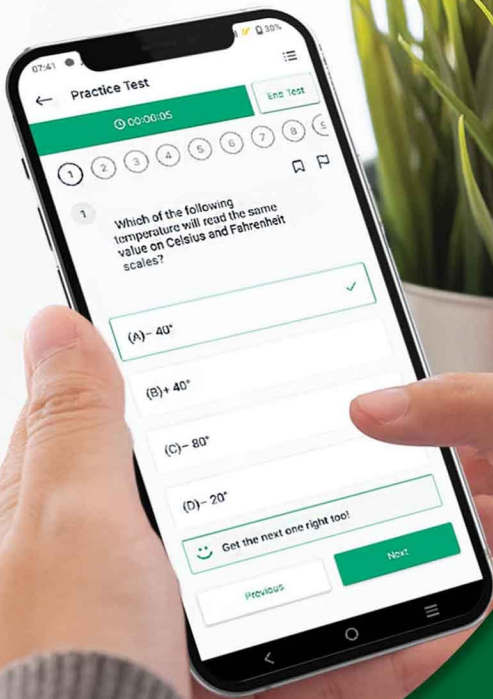 07:41
30%
Practice Test
00:00:05
End Test
1 2 3 4 5 6 7 8
1
Which of the following
temperature will read the same
value on Celsius and Fahrenheit
scales?
(A)– 40°
(B)+ 40°
(C)– 80°
(D)– 20°
Get the next one right too!
Previous
Next